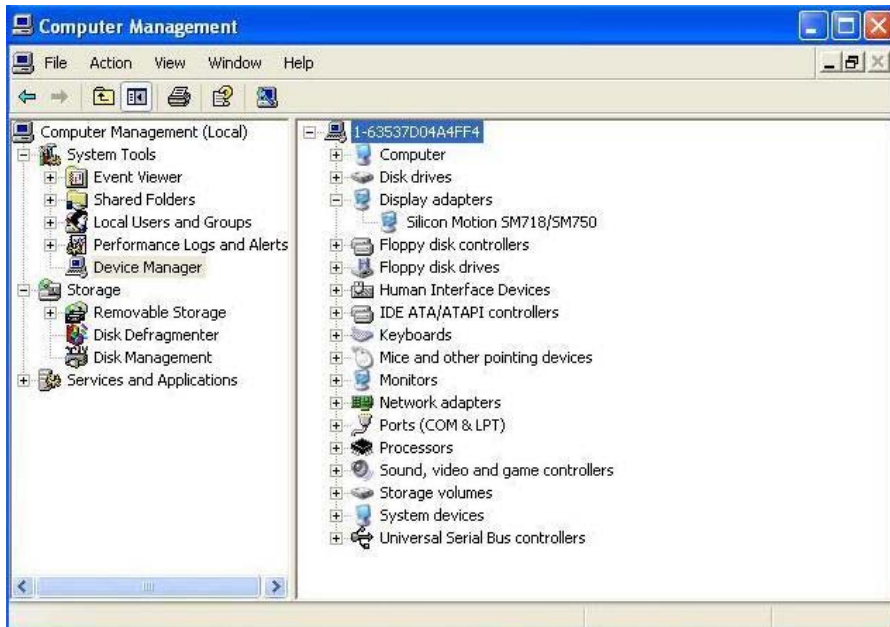 Computer Management
File Action View Window Help
Computer Management (Local)
System Tools
Event Viewer
Shared Folders
Local Users and Groups
Performance Logs and Alerts
Device Manager
Storage
Removable Storage
Disk Defragmenter
Disk Management
Services and Applications
1-63537D04A4FF4
Computer
Disk drives
Display adapters
Silicon Motion SM718/SM750
Floppy disk controllers
Floppy disk drives
Human Interface Devices
IDE ATA/ATAPI controllers
Keyboards
Mice and other pointing devices
Monitors
Network adapters
Ports (COM & LPT)
Processors
Sound, video and game controllers
Storage volumes
System devices
Universal Serial Bus controllers